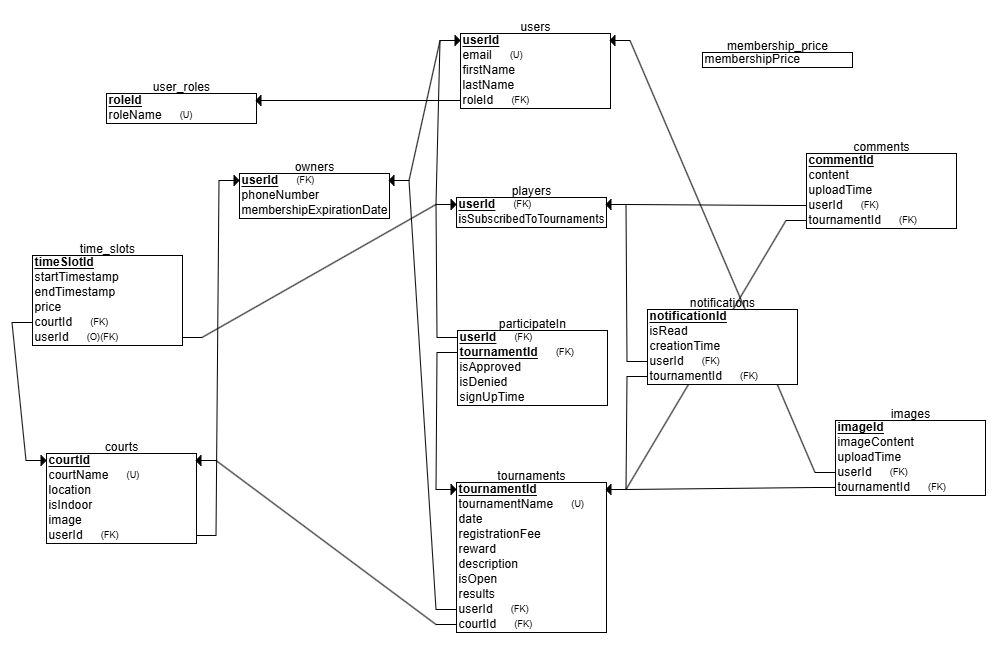 users
userId
email (U)
firstName
lastName
roleId (FK)
membership_price
membershipPrice
user_roles
roleId
roleName (U)
owners
userId (FK)
phoneNumber
membershipExpirationDate
players
userId (FK)
isSubscribedToTournaments
comments
commentId
content
uploadTime
userId (FK)
tournamentId (FK)
time_slots
timeSlotId
startTimestamp
endTimestamp
price
courtId (FK)
userId (O)(FK)
participateIn
userId (FK)
tournamentId (FK)
isApproved
isDenied
signUpTime
notifications
notificationId
isRead
creationTime
userId (FK)
tournamentId (FK)
images
imageId
imageContent
uploadTime
userId (FK)
tournamentId (FK)
courts
courtId
courtName (U)
location
isIndoor
image
userId (FK)
tournaments
tournamentId
tournamentName (U)
date
registrationFee
reward
description
isOpen
results
userId (FK)
courtId (FK)